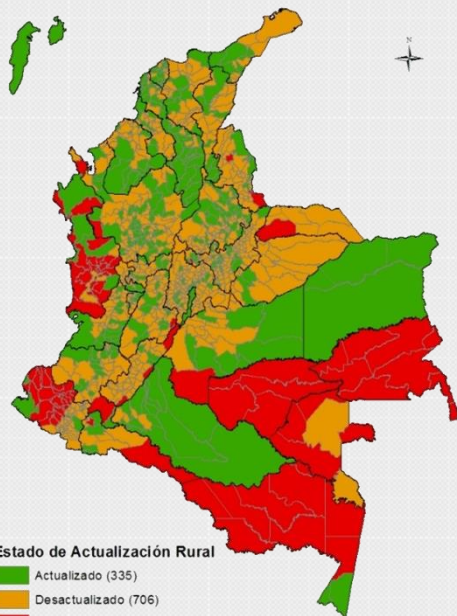 N
Estado de Actualización Rural
Actualizado (335)
Desactualizado (706)